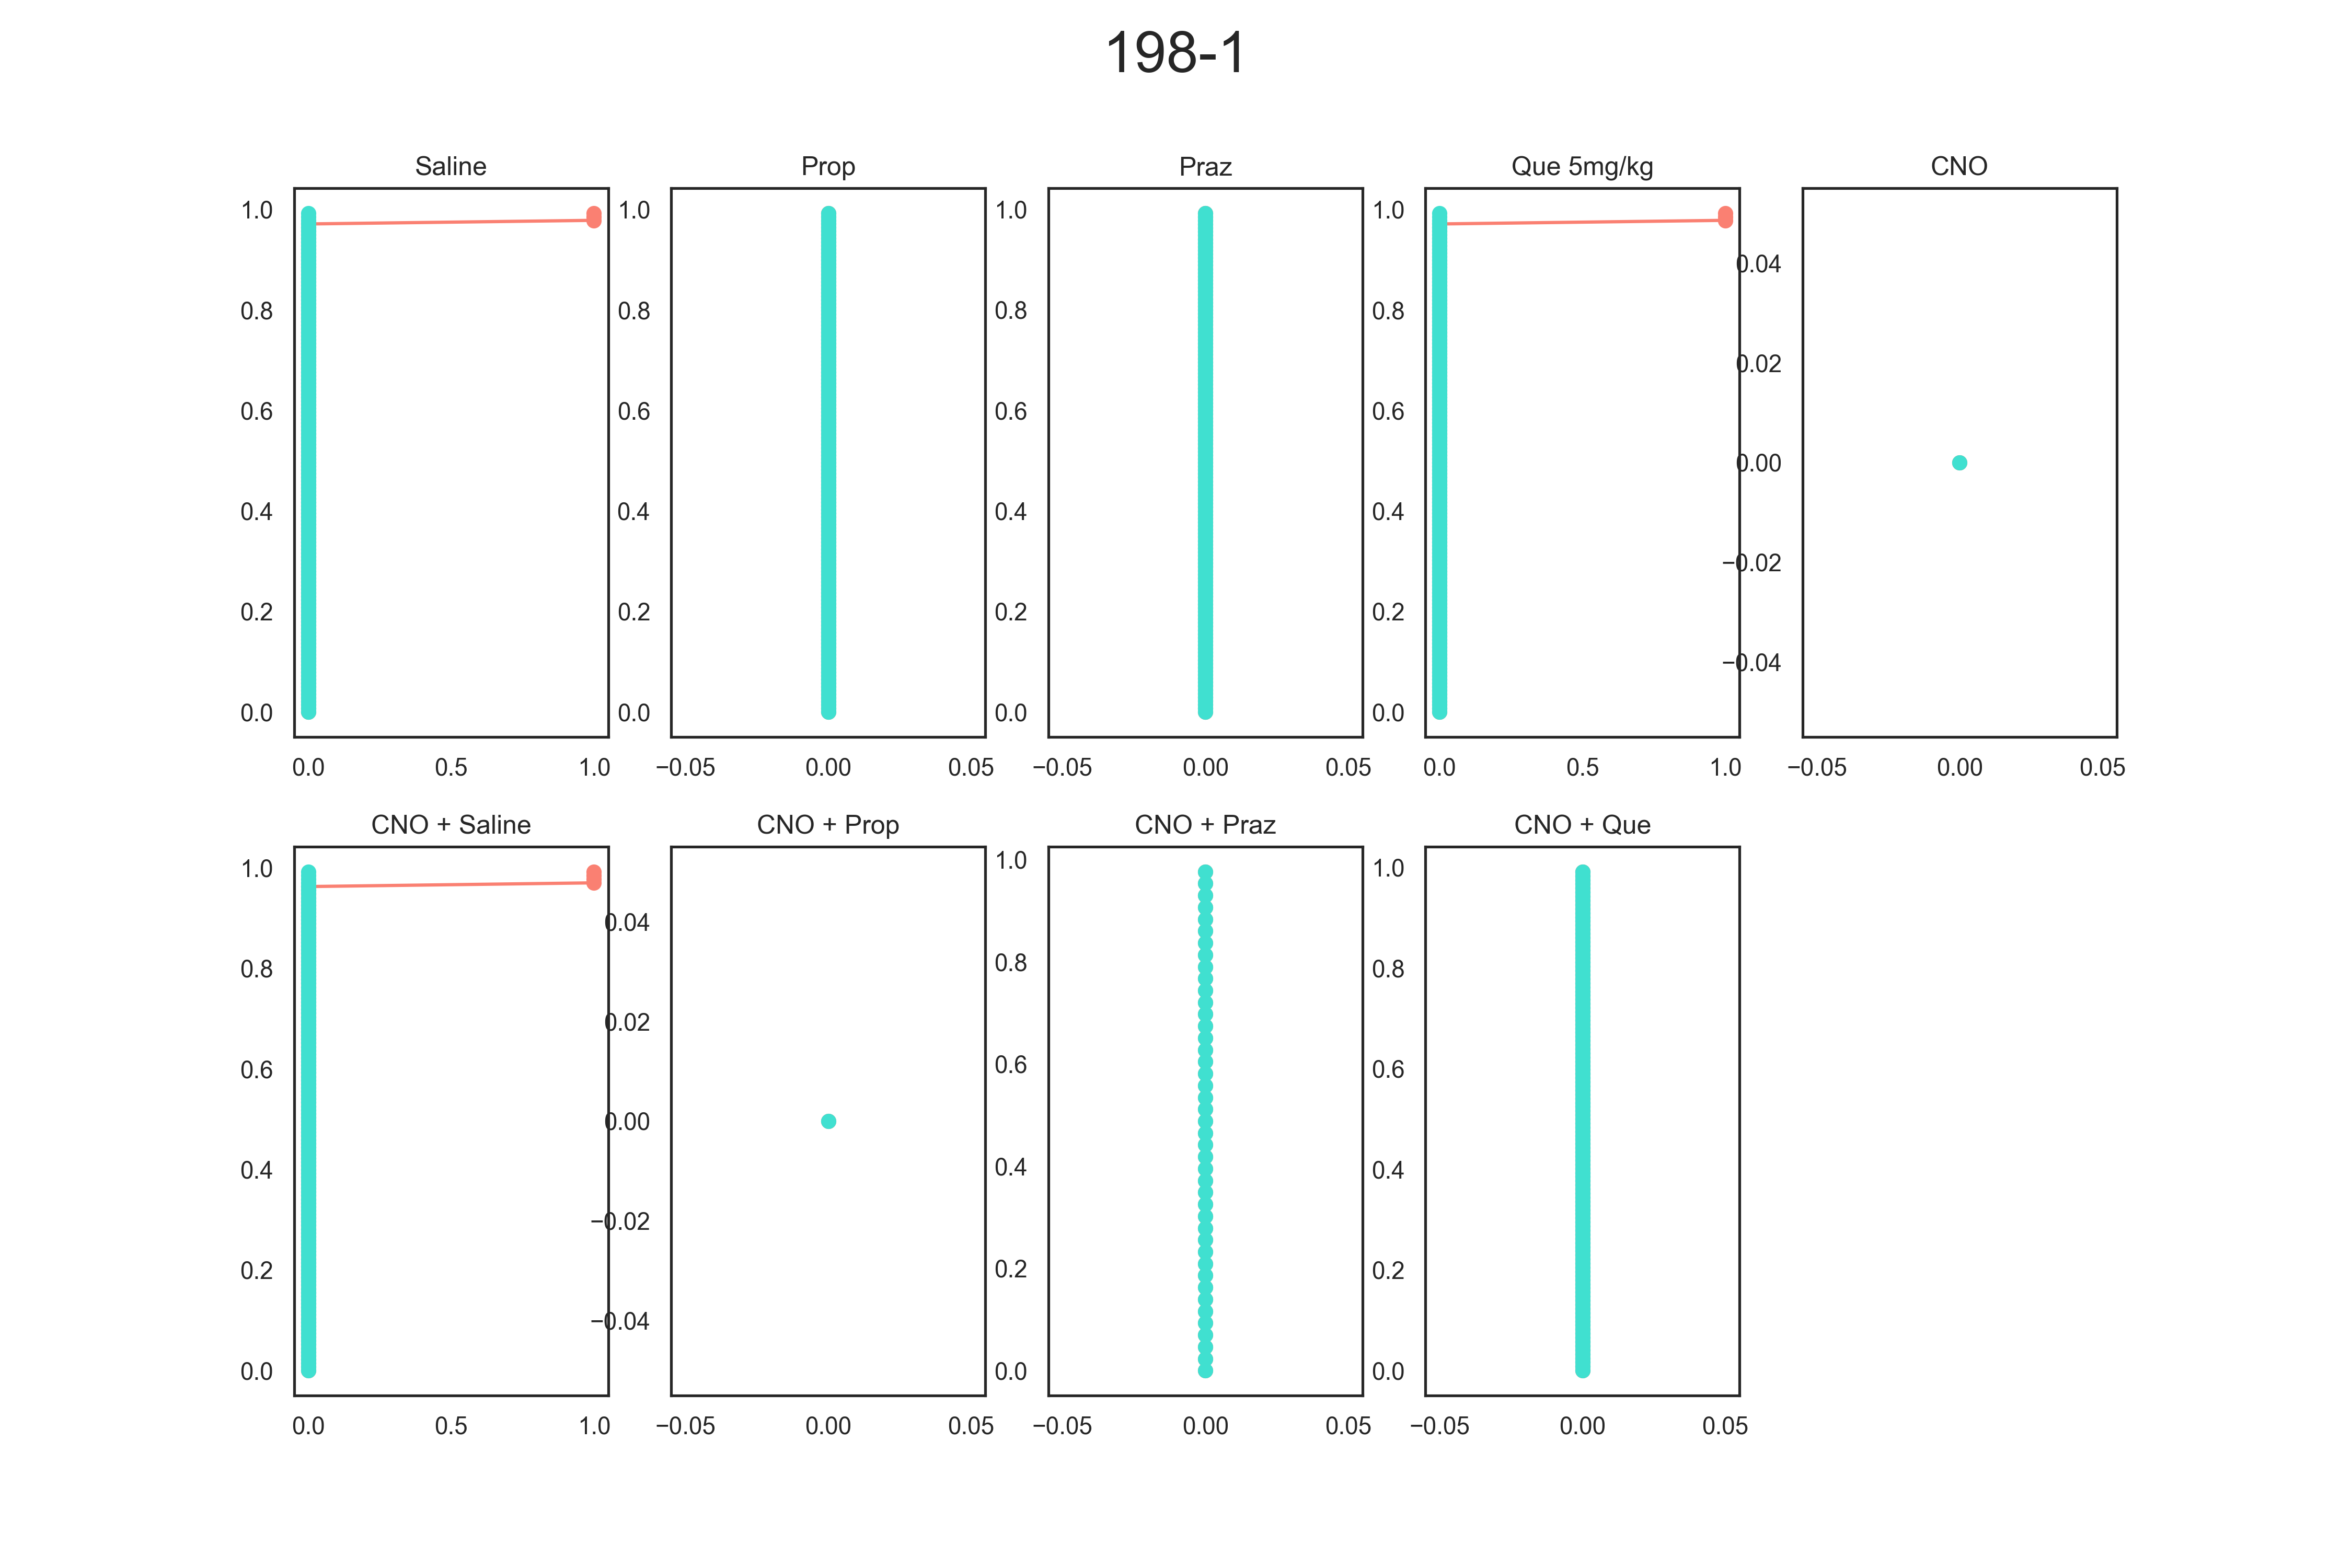 198-1
Saline Prop Praz Que 5mg/kg CNO
1.0 1.0 1.0 1.0
0.04
0.8 0.8 0.8 0.8
0.02
0.6 0.6 0.6 0.6
0.00
0.4 0.4 0.4 0.4
−0.02
0.2 0.2 0.2 0.2
−0.04
0.0 0.0 0.0 0.0
0.0 0.5 1.0 −0.05 0.00 0.05 −0.05 0.00 0.05 0.0 0.5 1.0 −0.05 0.00 0.05
CNO + Saline CNO + Prop CNO + Praz CNO + Que
1.0 1.0 1.0
0.04
0.8 0.8 0.8
0.02
0.6 0.6 0.6
0.00
0.4 0.4 0.4
−0.02
0.2 0.2 0.2
−0.04
0.0 0.0 0.0
0.0 0.5 1.0 −0.05 0.00 0.05 −0.05 0.00 0.05 −0.05 0.00 0.05